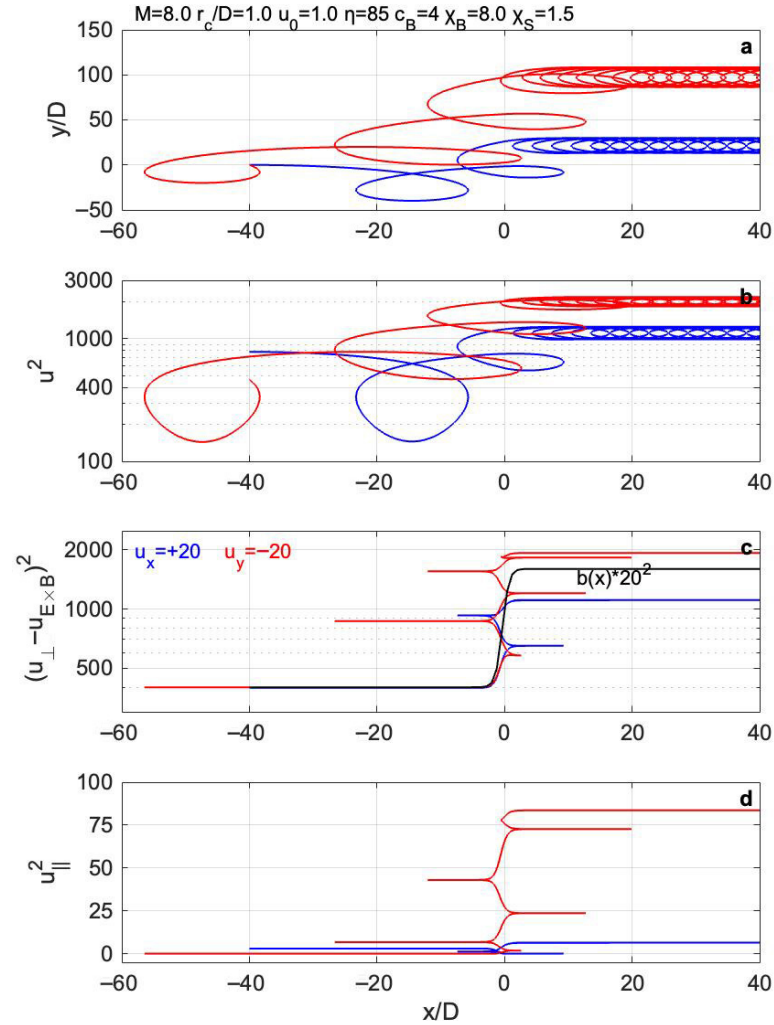 M=8.0 r_c/D=1.0 u_0=1.0 η=85 c_B=4 χ_B=8.0 χ_S=1.5
150
100
50
0
−50
y/D
a
−60 −40 −20 0 20 40
3000
1000
400
100
u^2
b
−60 −40 −20 0 20 40
u_x=+20 u_y=−20
c
2000
1000
500
b(x)*20^2
(u_⊥−u_{E×B})^2
−60 −40 −20 0 20 40
100
75
50
25
0
u_||^2
d
−60 −40 −20 0 20 40
x/D